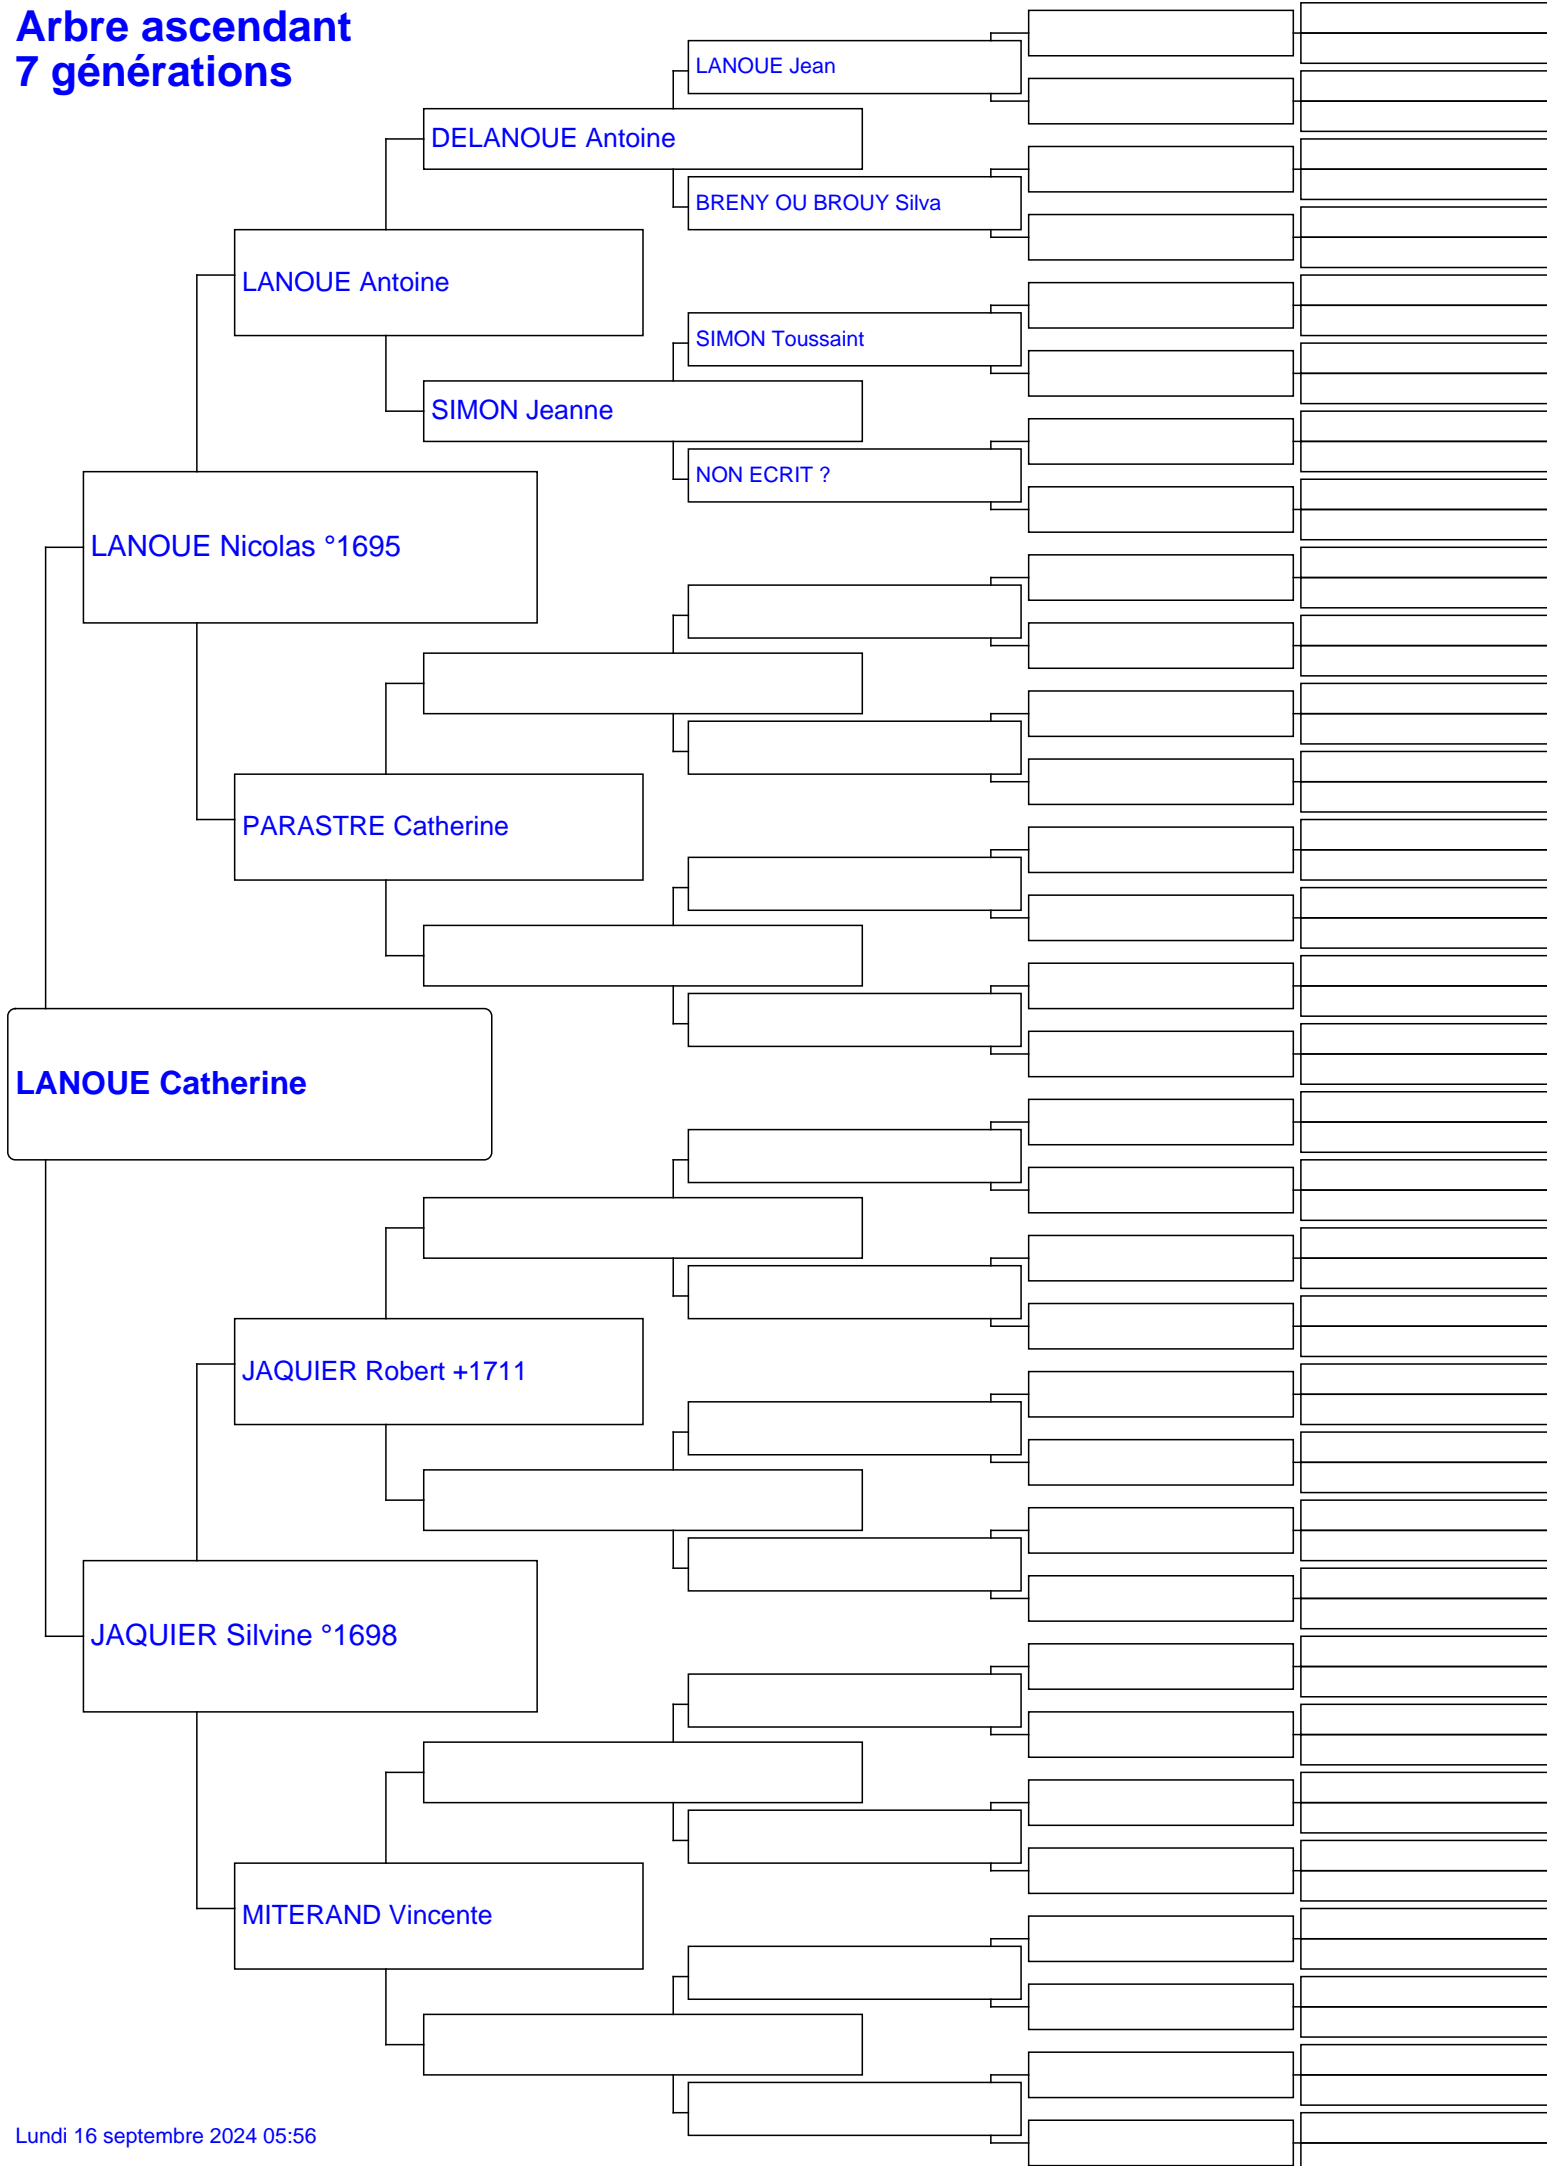 Arbre ascendant
7 générations
LANOUE Jean
DELANOUE Antoine
BRENY OU BROUY Silva
LANOUE Antoine
SIMON Toussaint
SIMON Jeanne
NON ECRIT ?
LANOUE Nicolas °1695
PARASTRE Catherine
LANOUE Catherine
JAQUIER Robert +1711
JAQUIER Silvine °1698
MITERAND Vincente
Lundi 16 septembre 2024 05:56